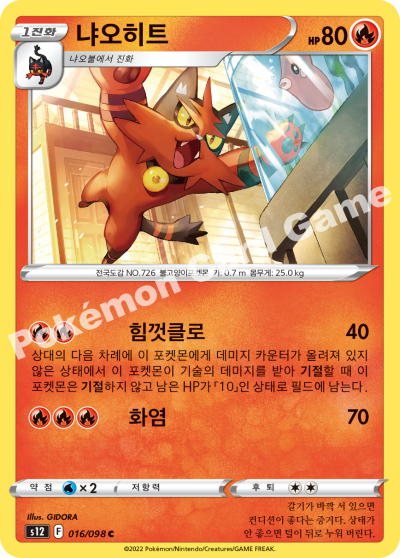 1진화
냐오히트
HP 80
냐오불에서 진화
전국도감 NO.726 불고양이포켓몬 키: 0.7 m 몸무게: 25.0 kg
Pokémon Card Game
힘껏클로 40
상대의 다음 차례에 이 포켓몬에게 데미지 카운터가 올려져 있지
않은 상태에서 이 포켓몬이 기술의 데미지를 받아 기절할 때 이
포켓몬은 기절하지 않고 남은 HP가 「10」인 상태로 필드에 남는다.
화염 70
약점 ×2 저항력 후퇴
Illus. GIDORA
s12 F 016/098 C
갈기가 바짝 서 있으면
컨디션이 좋다는 증거다. 상태가
안 좋으면 털이 뒤로 누워 버린다.
©2022 Pokémon/Nintendo/Creatures/GAME FREAK.